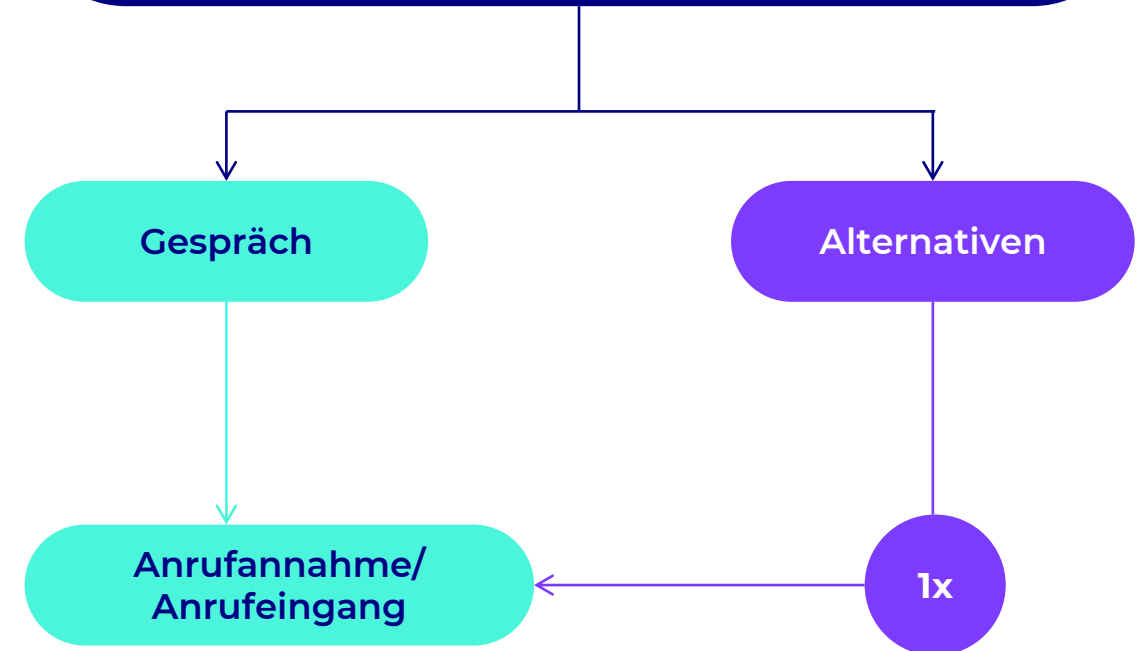 Gespräch
Alternativen
Anrufannahme/
Anrufeingang
1x